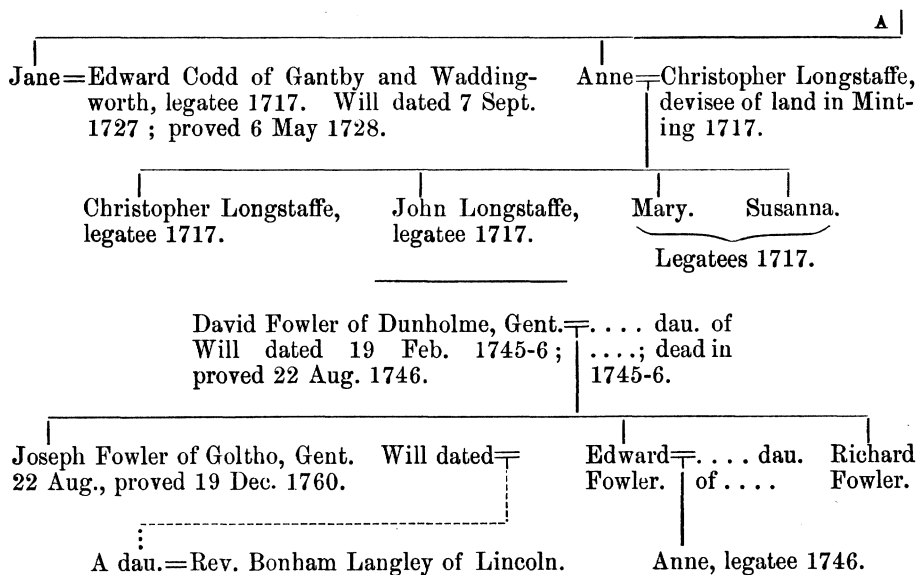 A
Jane=Edward Codd of Gantby and Wadding-
worth, legatee 1717. Will dated 7 Sept.
1727 ; proved 6 May 1728.
Anne=Christopher Longstaffe,
devisee of land in Mint-
ing 1717.
Christopher Longstaffe,
legatee 1717.
John Longstaffe,
legatee 1717.
Mary. Susanna.
Legatees 1717.
David Fowler of Dunholme, Gent.=. . . . dau. of
Will dated 19 Feb. 1745-6 ; . . . .; dead in
proved 22 Aug. 1746. 1745-6.
Joseph Fowler of Goltho, Gent. Will dated=
22 Aug., proved 19 Dec. 1760.
Edward=. . . . dau.
Fowler. of . . . .
Richard
Fowler.
A dau.=Rev. Bonham Langley of Lincoln.
Anne, legatee 1746.